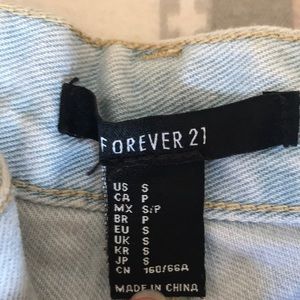 FOREVER 21
US S
CA P
MX S/P
BR P
EU S
UK S
KR S
JP S
CN 160/66A
MADE IN CHINA